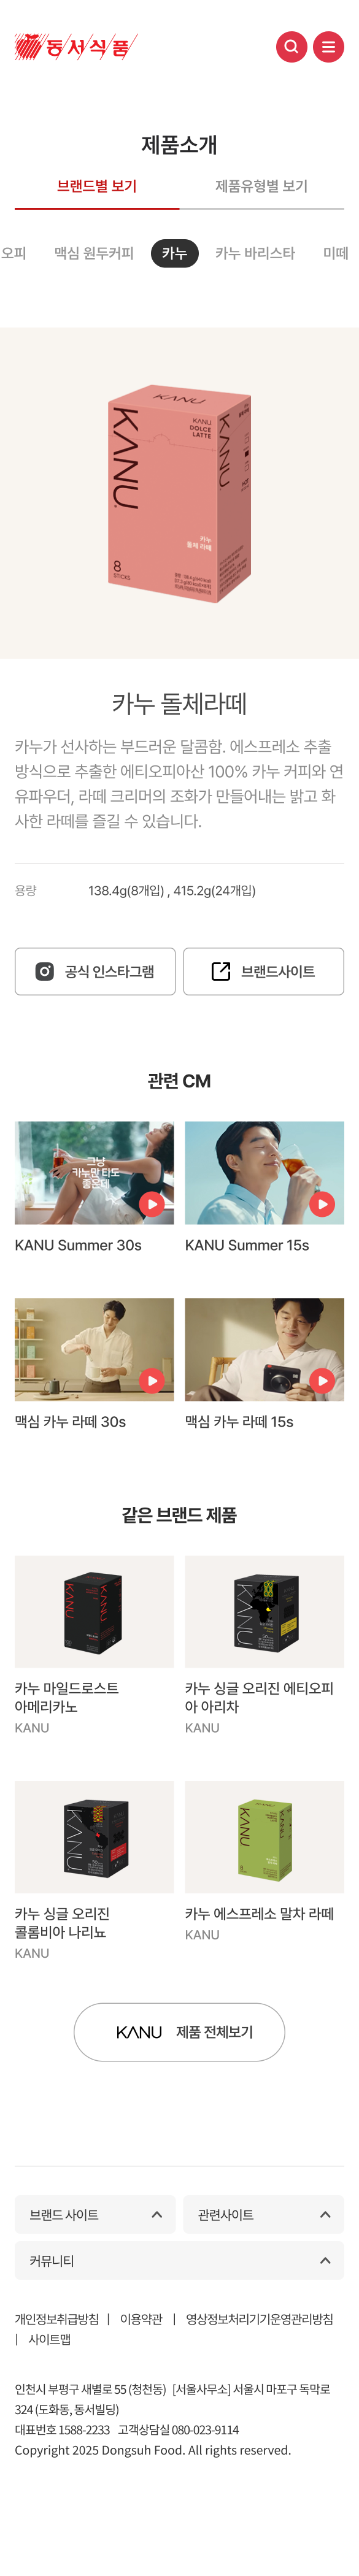 동서식품
제품소개
브랜드별 보기
제품유형별 보기
오피
맥심 원두커피
카누
카누 바리스타
미떼
KANU
KANU
DOLCE
LATTE
KANU.
KANU
카누
돌체 라떼
8
STICKS
카누 돌체라떼
카누가 선사하는 부드러운 달콤함. 에스프레소 추출
방식으로 추출한 에티오피아산 100% 카누 커피와 연
유파우더, 라떼 크리머의 조화가 만들어내는 밝고 화
사한 라떼를 즐길 수 있습니다.
용량
138.4g(8개입) , 415.2g(24개입)
공식 인스타그램
브랜드사이트
관련 CM
그냥
카누만 타도
좋은데
KANU Summer 30s
KANU Summer 15s
맥심 카누 라떼 30s
맥심 카누 라떼 15s
같은 브랜드 제품
KANU
KANU
KANU
카누 마일드로스트
아메리카노
KANU
카누 싱글 오리진 에티오피
아 아리차
KANU
KANU
KANU
카누 싱글 오리진
콜롬비아 나리뇨
KANU
카누 에스프레소 말차 라떼
KANU
KANU 제품 전체보기
브랜드 사이트
관련사이트
커뮤니티
개인정보취급방침 | 이용약관 | 영상정보처리기기운영관리방침
| 사이트맵
인천시 부평구 새별로 55 (청천동) [서울사무소] 서울시 마포구 독막로
324 (도화동, 동서빌딩)
대표번호 1588-2233 고객상담실 080-023-9114
Copyright 2025 Dongsuh Food. All rights reserved.